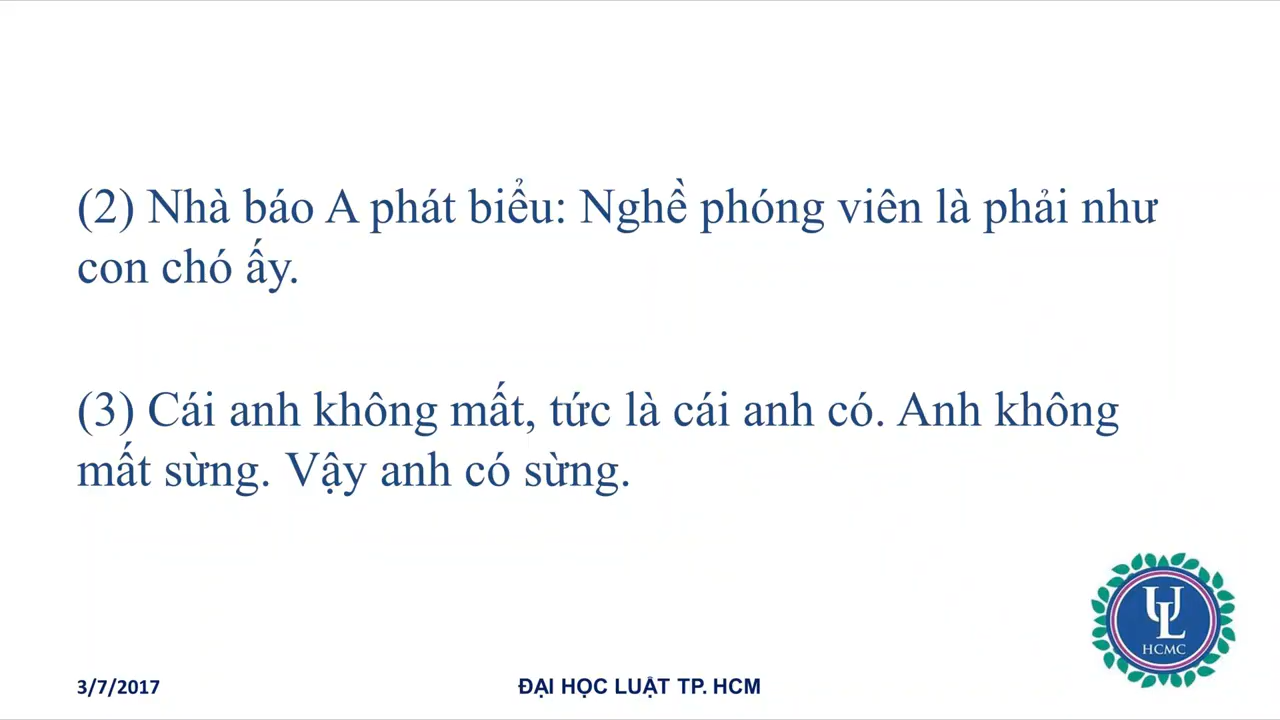 (2) Nhà báo A phát biểu: Nghề phóng viên là phải như
con chó ấy.
(3) Cái anh không mất, tức là cái anh có. Anh không
mất sừng. Vậy anh có sừng.
UL
HCMC
3/7/2017
ĐẠI HỌC LUẬT TP. HCM